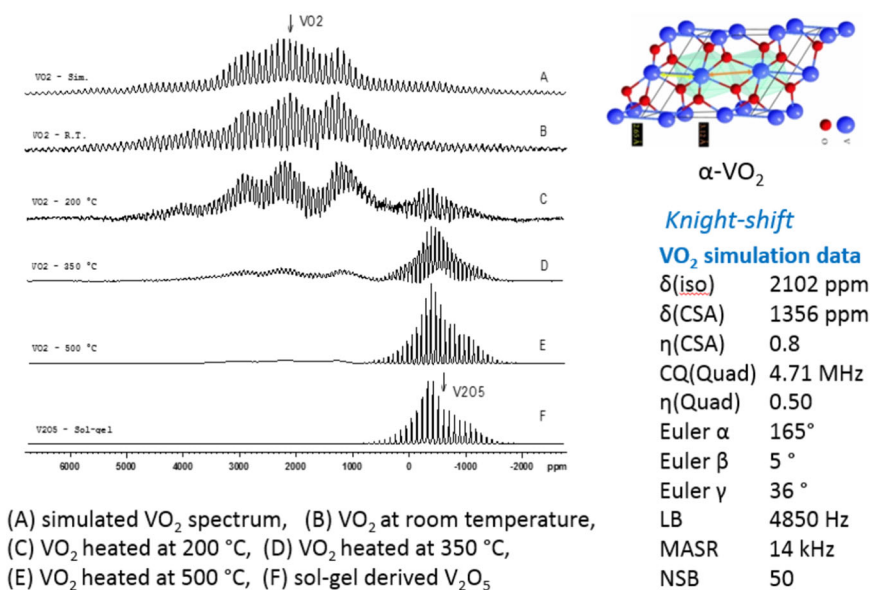 VO2
VO2 - Sim.
A
VO2 - R.T.
B
VO2 - 200 °C
C
VO2 - 350 °C
D
VO2 - 500 °C
E
V2O5
V2O5 - Sol-gel
F
6000 5000 4000 3000 2000 1000 0 -1000 -2000 ppm
2.65 Å
3.12 Å
O
V
α-VO₂
Knight-shift
VO₂ simulation data
δ(iso) 2102 ppm
δ(CSA) 1356 ppm
η(CSA) 0.8
CQ(Quad) 4.71 MHz
η(Quad) 0.50
Euler α 165°
Euler β 5 °
Euler γ 36 °
LB 4850 Hz
MASR 14 kHz
NSB 50
(A) simulated VO₂ spectrum, (B) VO₂ at room temperature,
(C) VO₂ heated at 200 °C, (D) VO₂ heated at 350 °C,
(E) VO₂ heated at 500 °C, (F) sol-gel derived V₂O₅